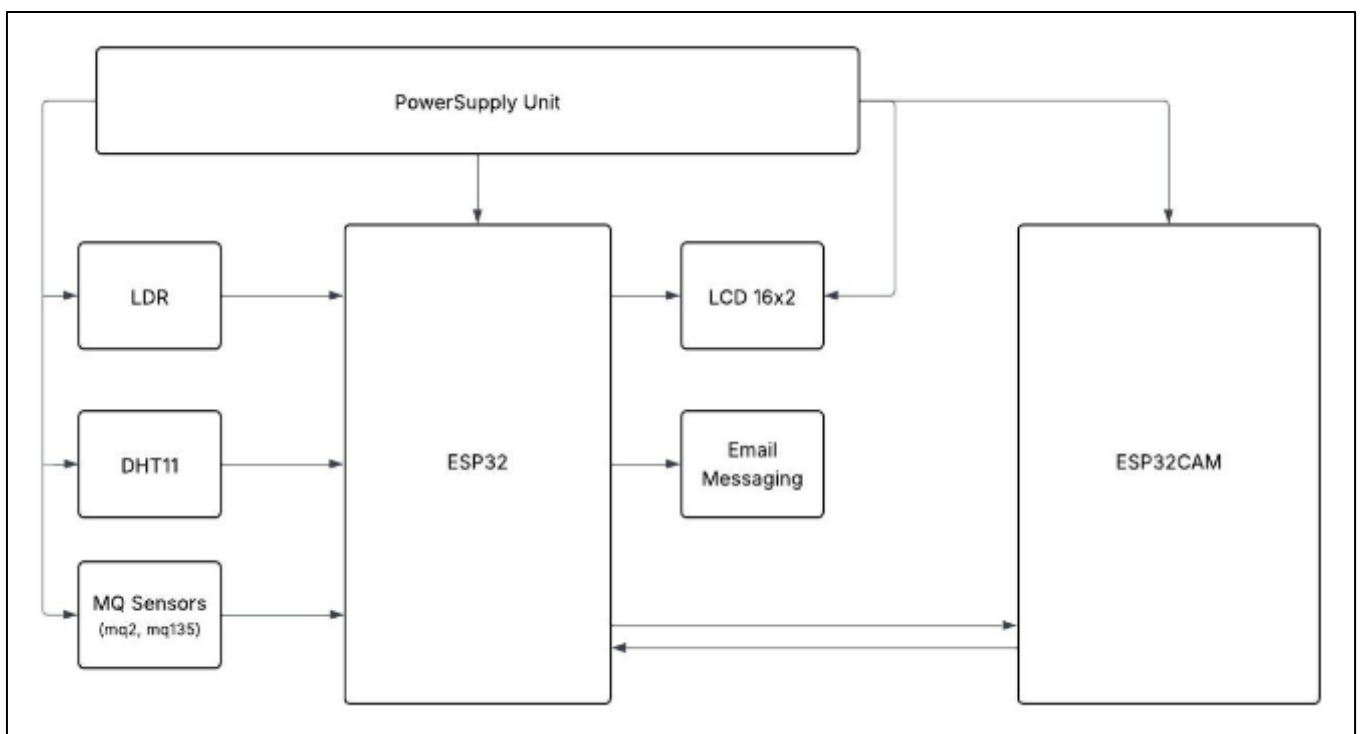 PowerSupply Unit
LDR
LCD 16x2
DHT11
ESP32
Email
Messaging
ESP32CAM
MQ Sensors
(mq2, mq135)